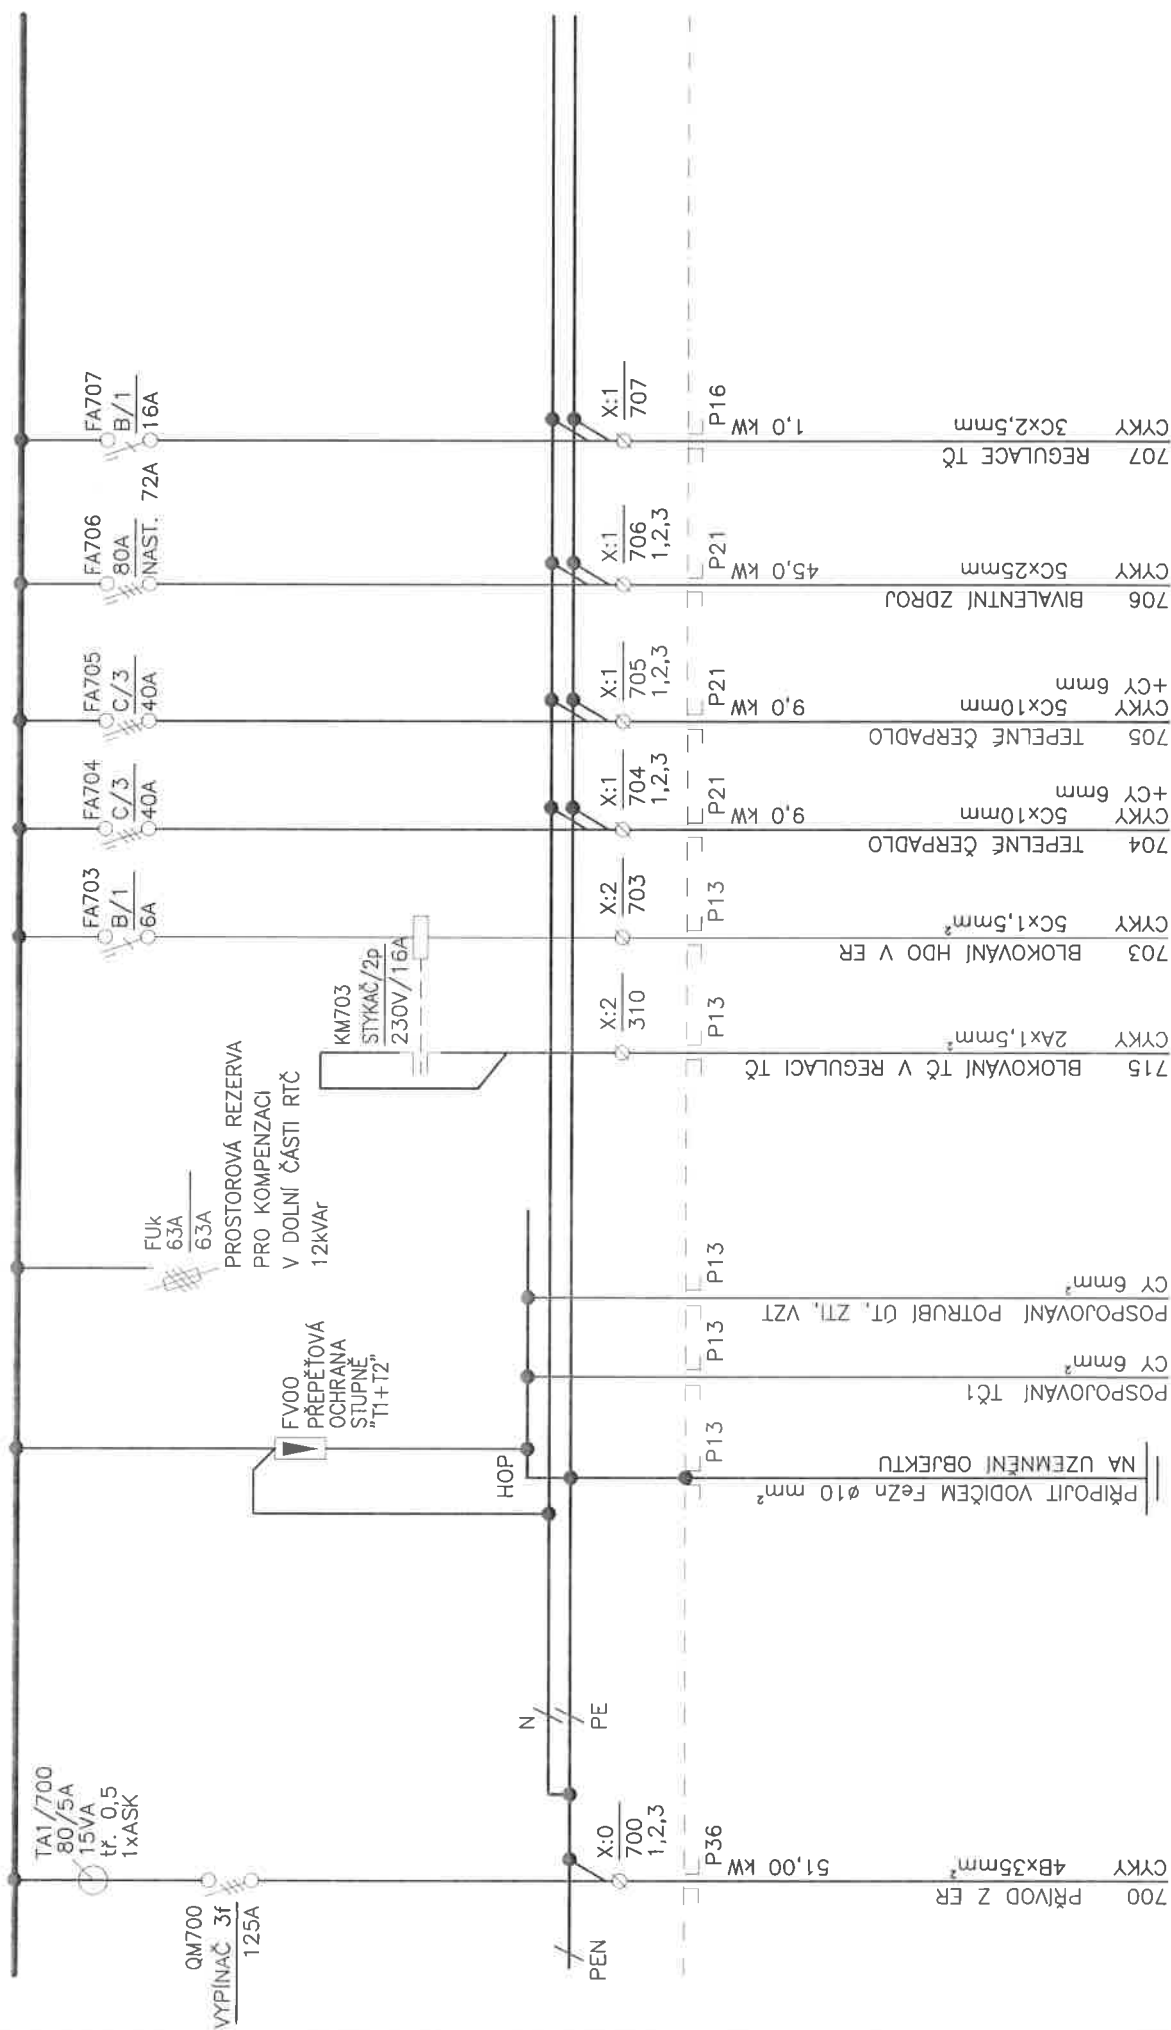 TA1/700
80/5A
15VA
tř. 0,5
1xASK
QM700
VYPÍNAČ 3f
125A
PEN
N
PE
X:0
700
1,2,3
P36
51,00 kW
700 PŘÍVOD Z ER
CYKY 4Bx35mm²
FV00
PŘEPĚŤOVÁ
OCHRANA
STUPNĚ
"T1+T2"
HOP
P13
PŘIPOJIT VODIČEM FeZn ø10 mm²
NA UZEMNĚNÍ OBJEKTU
P13
POSPOJOVÁNÍ TČ1
CY 6mm²
P13
POSPOJOVÁNÍ POTRUBÍ ÚT, ZTI, VZT
CY 6mm²
FUk
63A
63A
PROSTOROVÁ REZERVA
PRO KOMPENZACI
V DOLNÍ ČÁSTI RTČ
12kVAr
KM703
STYKAČ/2p
230V/16A
X:2
310
P13
715 BLOKOVÁNÍ TČ V REGULACI TČ
CYKY 2Ax1,5mm²
FA703
B/1
6A
X:2
703
P13
703 BLOKOVÁNÍ HDO V ER
CYKY 5Cx1,5mm²
FA704
C/3
40A
X:1
704
1,2,3
P21
9,0 kW
704 TEPELNÉ ČERPADLO
CYKY 5Cx10mm
+CY 6mm
FA705
C/3
40A
X:1
705
1,2,3
P21
9,0 kW
705 TEPELNÉ ČERPADLO
CYKY 5Cx10mm
+CY 6mm
FA706
80A
NAST. 72A
X:1
706
1,2,3
P21
45,0 kW
706 BIVALENTNÍ ZDROJ
CYKY 5Cx25mm
FA707
B/1
16A
X:1
707
P16
1,0 kW
707 REGULACE TČ
CYKY 3Cx2,5mm